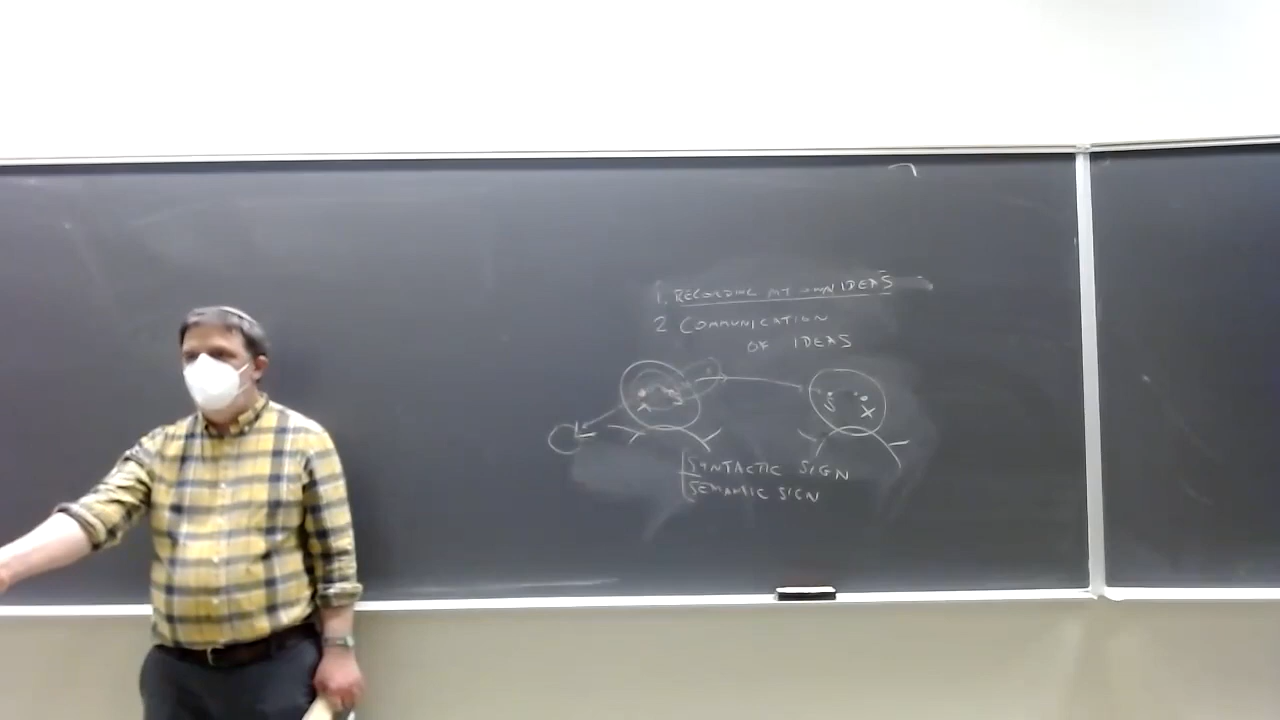 1. RECORDING MY OWN IDEAS
2 COMMUNICATION
OF IDEAS
SYNTACTIC SIGN
SEMANTIC SIGN